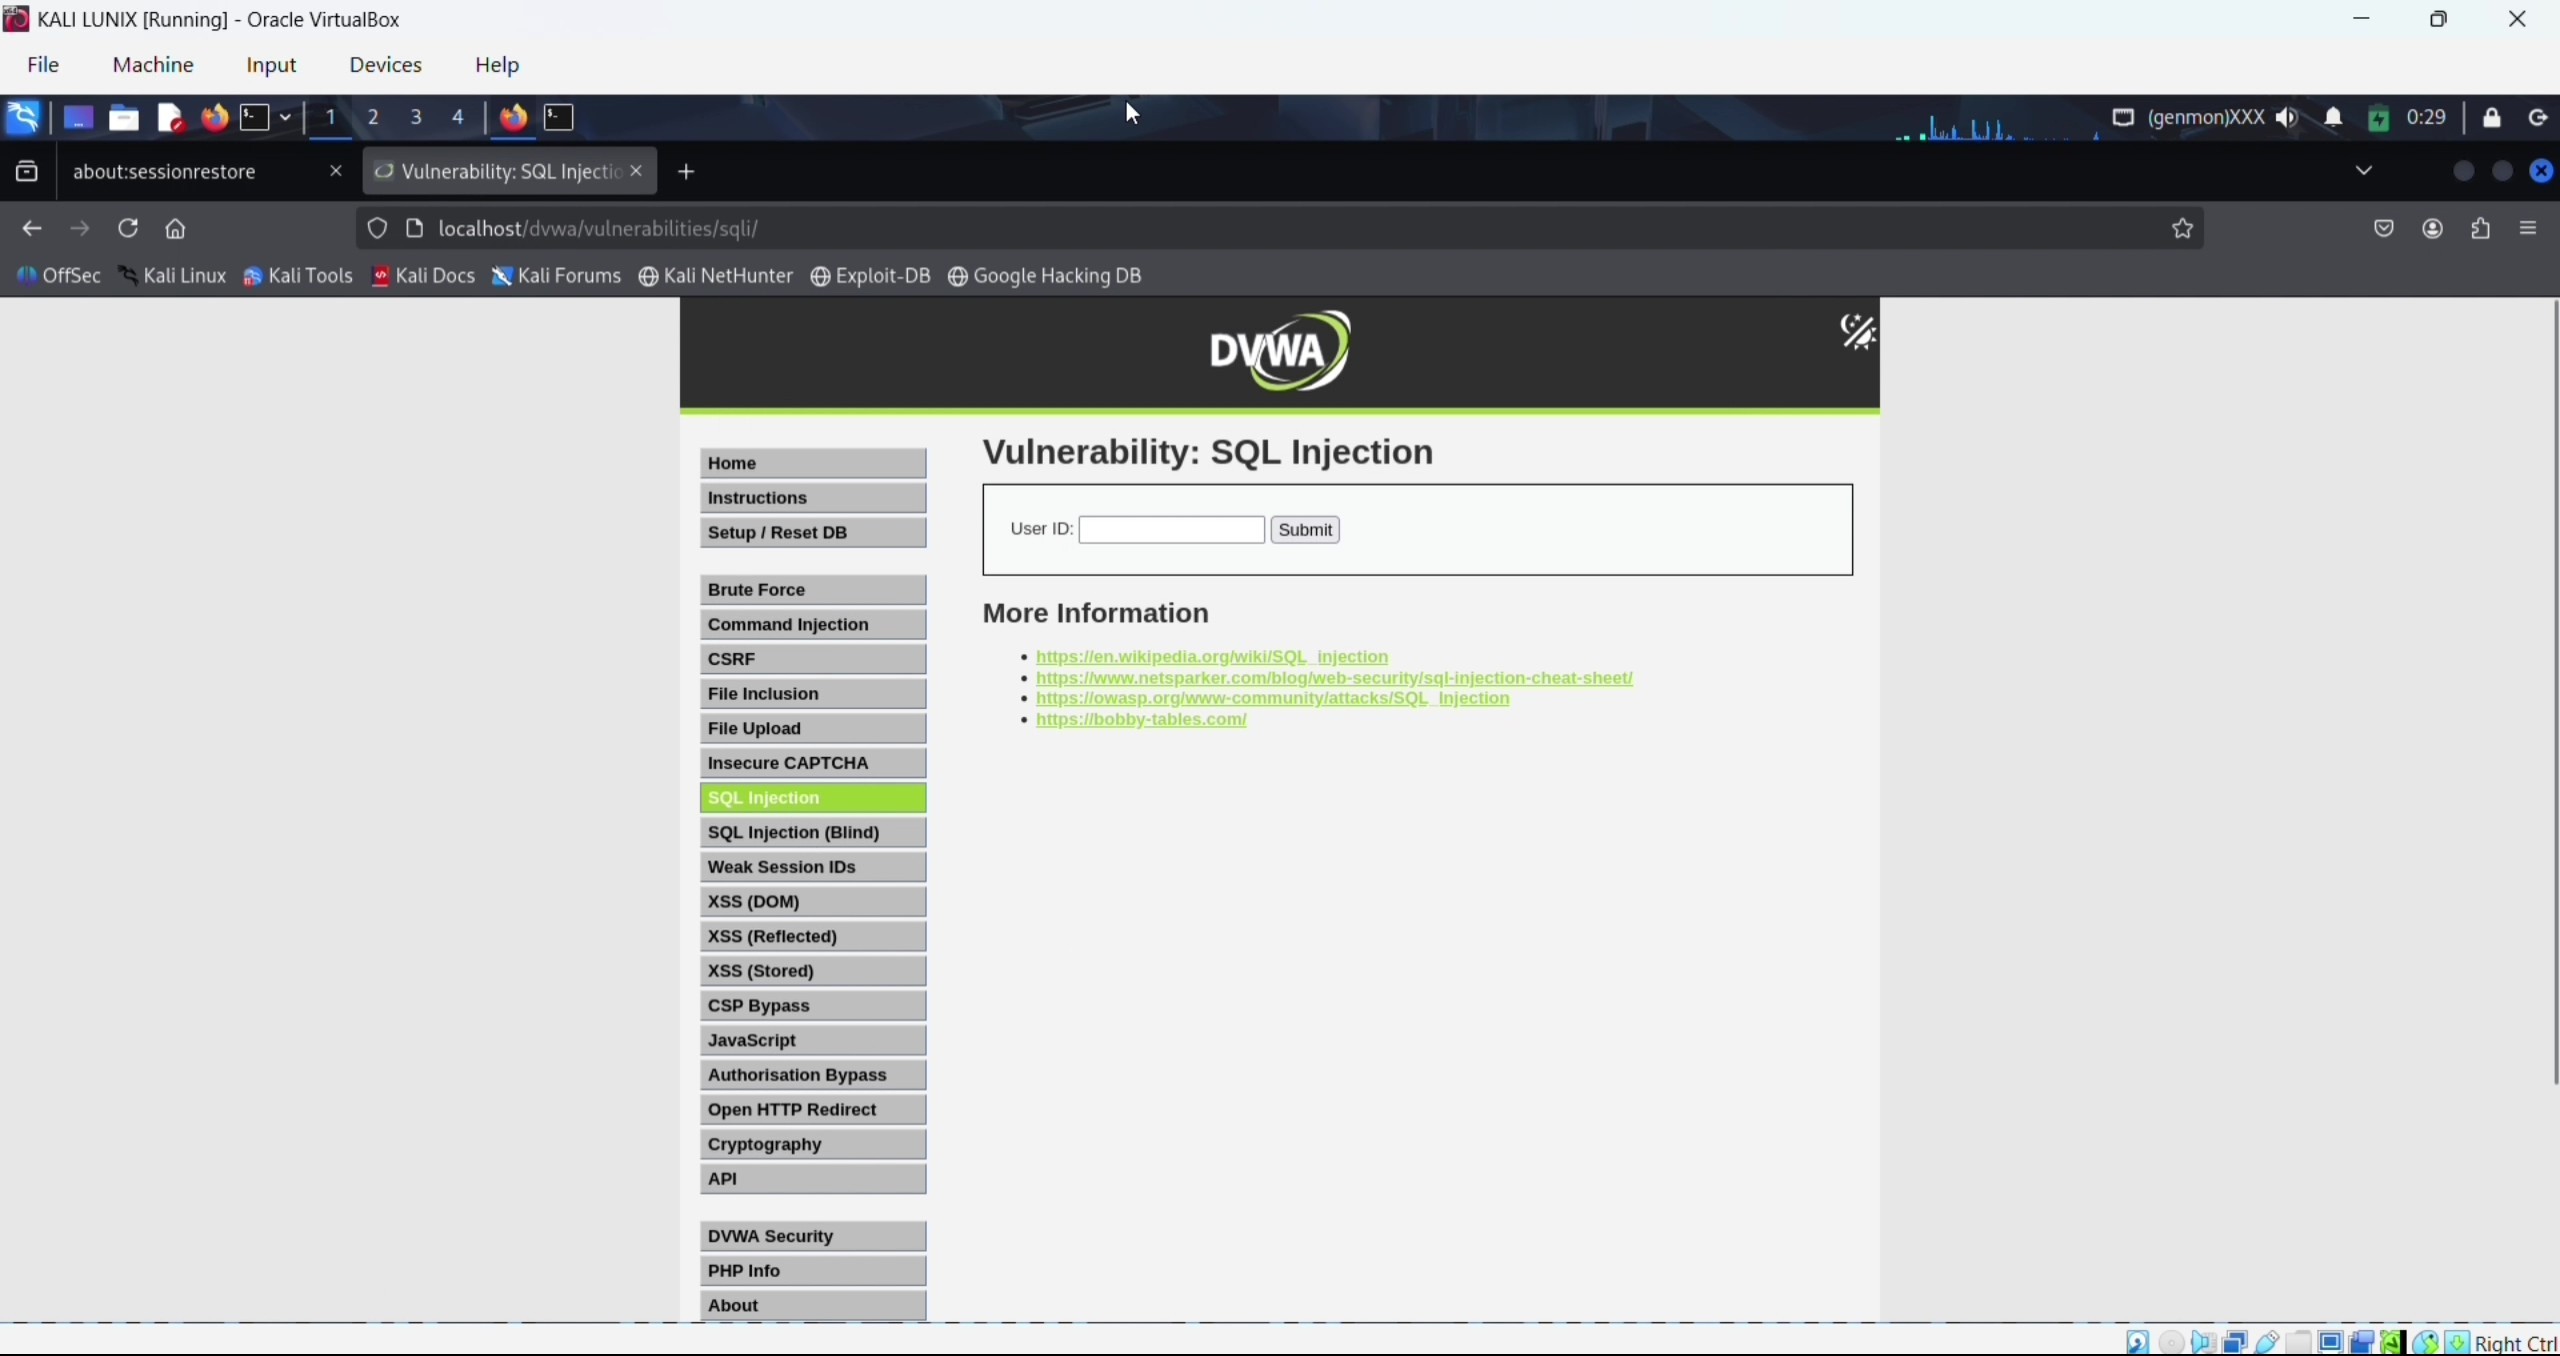 KALI LUNIX [Running] - Oracle VirtualBox
File Machine Input Devices Help
1 2 3 4 (genmon)XXX 0:29
about:sessionrestore Vulnerability: SQL Injectio
localhost/dvwa/vulnerabilities/sqli/
OffSec Kali Linux Kali Tools Kali Docs Kali Forums Kali NetHunter Exploit-DB Google Hacking DB
DVWA
Home
Instructions
Setup / Reset DB
Brute Force
Command Injection
CSRF
File Inclusion
File Upload
Insecure CAPTCHA
SQL Injection
SQL Injection (Blind)
Weak Session IDs
XSS (DOM)
XSS (Reflected)
XSS (Stored)
CSP Bypass
JavaScript
Authorisation Bypass
Open HTTP Redirect
Cryptography
API
DVWA Security
PHP Info
About
Vulnerability: SQL Injection
User ID: Submit
More Information
https://en.wikipedia.org/wiki/SQL_injection
https://www.netsparker.com/blog/web-security/sql-injection-cheat-sheet/
https://owasp.org/www-community/attacks/SQL_Injection
https://bobby-tables.com/
Right Ctrl